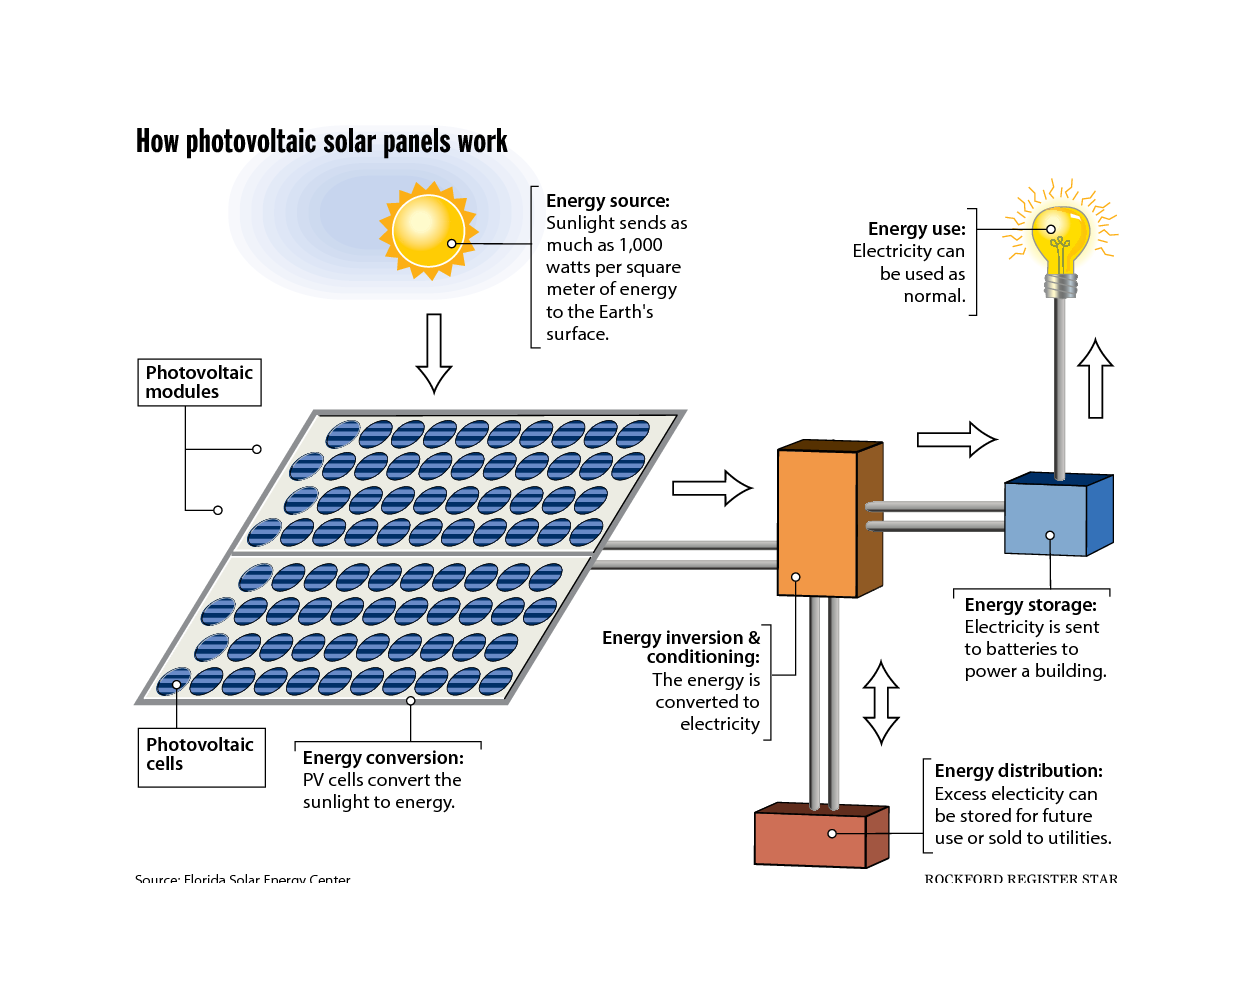 How photovoltaic solar panels work
Energy source:
Sunlight sends as
much as 1,000
watts per square
meter of energy
to the Earth's
surface.
Energy use:
Electricity can
be used as
normal.
Photovoltaic
modules
Energy storage:
Electricity is sent
to batteries to
power a building.
Energy inversion &
conditioning:
The energy is
converted to
electricity
Photovoltaic
cells
Energy conversion:
PV cells convert the
sunlight to energy.
Energy distribution:
Excess electicity can
be stored for future
use or sold to utilities.
Source: Florida Solar Energy Center
ROCKFORD REGISTER STAR